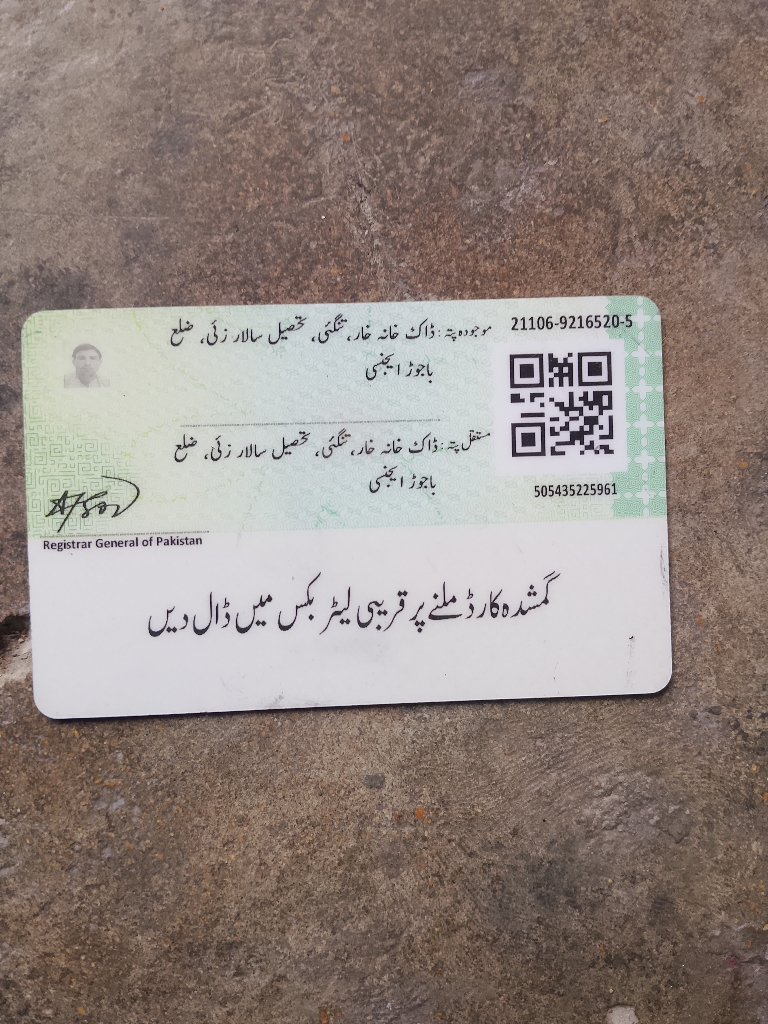 موجودہ پتہ: ڈاک خانہ خار، تنگئی، تحصیل سالار زئی، ضلع
باجوڑ ایجنسی
21106-9216520-5
مستقل پتہ: ڈاک خانہ خار، تنگئی، تحصیل سالار زئی، ضلع
باجوڑ ایجنسی
505435225961
Registrar General of Pakistan
گمشدہ کارڈ ملنے پر قریبی لیٹر بکس میں ڈال دیں